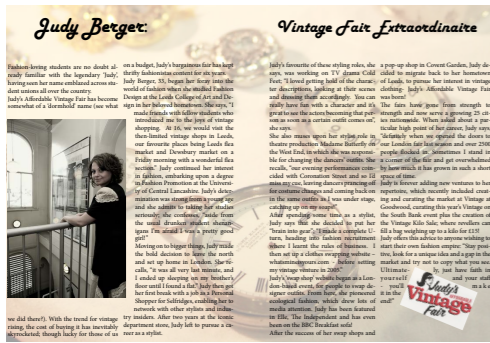 Judy Berger:
Vintage Fair Extraordinaire
Fashion-loving students are no doubt al-
ready familiar with the legendary 'Judy',
having seen her name emblazed across stu-
dent unions all over the country.
Judy's Affordable Vintage Fair has become
somewhat of a 'dormhold' name (see what
we did there!). With the trend for vintage
rising, the cost of buying it has inevitably
skyrocketed; though lucky for those of us
on a budget, Judy's bargainous fair has kept
thrifty fashionistas content for six years.
Judy Berger, 33, began her foray into the
world of fashion when she studied Fashion
Design at the Leeds College of Art and De-
sign in her beloved hometown. She says, "I
made friends with fellow students who
introduced me to the joys of vintage
shopping. At 16, we would visit the
then-limited vintage shops in Leeds,
our favourite places being Leeds flea
market and Dewsbury market on a
Friday morning with a wonderful flea
section." Judy continued her interest
in fashion, embarking upon a degree
in Fashion Promotion at the Universi-
ty of Central Lancashire. Judy's deter-
mination was strong from a young age
and she admits to taking her studies
seriously; she confesses, "aside from
the usual drunken student shenan-
igans I'm afraid I was a pretty good
girl!"
Moving on to bigger things, Judy made
the bold decision to leave the north
and set up home in London. She re-
calls, "it was all very last minute, and
I ended up sleeping on my brother's
floor until I found a flat." Judy then got
her first break with a job as a Personal
Shopper for Selfridges, enabling her to
network with other stylists and indus-
try insiders. After two years at the iconic
department store, Judy left to pursue a ca-
reer as a stylist.
Judy's favourite of these styling roles, she
says, was working on TV drama Cold
Feet; "I loved getting hold of the charac-
ter descriptions, looking at their scenes
and dressing them accordingly. You can
really have fun with a character and it's
great to see the actors becoming that per-
son as soon as a certain outfit comes on",
she says.
She also muses upon her stylist role in
theatre production Madame Butterfly on
the West End, in which she was responsi-
ble for changing the dancers' outfits. She
recalls, "our evening performances coin-
cided with Coronation Street and so I'd
miss my cue, leaving dancers prancing off
for costume changes and coming back on
in the same outfits as I was under stage,
catching up on my soaps!"
After spending some time as a stylist,
Judy says that she decided to put her
"brain into gear"; "I made a complete U-
turn, heading into fashion recruitment
where I learnt the rules of business. I
then set up a clothes swapping website -
whatsmineisyours.com - before setting
my vintage venture in 2005."
Judy's swap shop website began as a Lon-
don-based event, for people to swap de-
signer outfits. From here, she pioneered
ecological fashion, which drew lots of
media attention. Judy has been featured
in Elle, The Independent and has even
been on the BBC Breakfast sofa!
After the success of her swap shops and
a pop-up shop in Covent Garden, Judy de-
cided to migrate back to her hometown
of Leeds, to pursue her interest in vintage
clothing- Judy's Affordable Vintage Fair
was born!
The fairs have gone from strength to
strength and now serve a growing 25 cit-
ies nationwide. When asked about a par-
ticular high point of her career, Judy says,
"definitely when we opened the doors to
our London fair last season and over 2500
people flocked in. Sometimes I stand in
a corner of the fair and get overwhelmed
by how much it has grown in such a short
space of time."
Judy is forever adding new ventures to her
repertoire, which recently included creat-
ing and curating the market at Vintage at
Goodwood, curating this year's Vintage on
the South Event plus the creation of
the Vintage Kilo Sale; where revellers can
fill a bag weighing up to a kilo for £15!
Judy offers this advice to anyone wishing to
start their own fashion empire: "Stay posi-
tive, look for a unique idea and a gap in the
market and try not to copy what you see.
Ultimate
ly, just have faith in
yourself
and your staff
- you'll
make
it in the
end!"
Judy's
Vintage
Fair